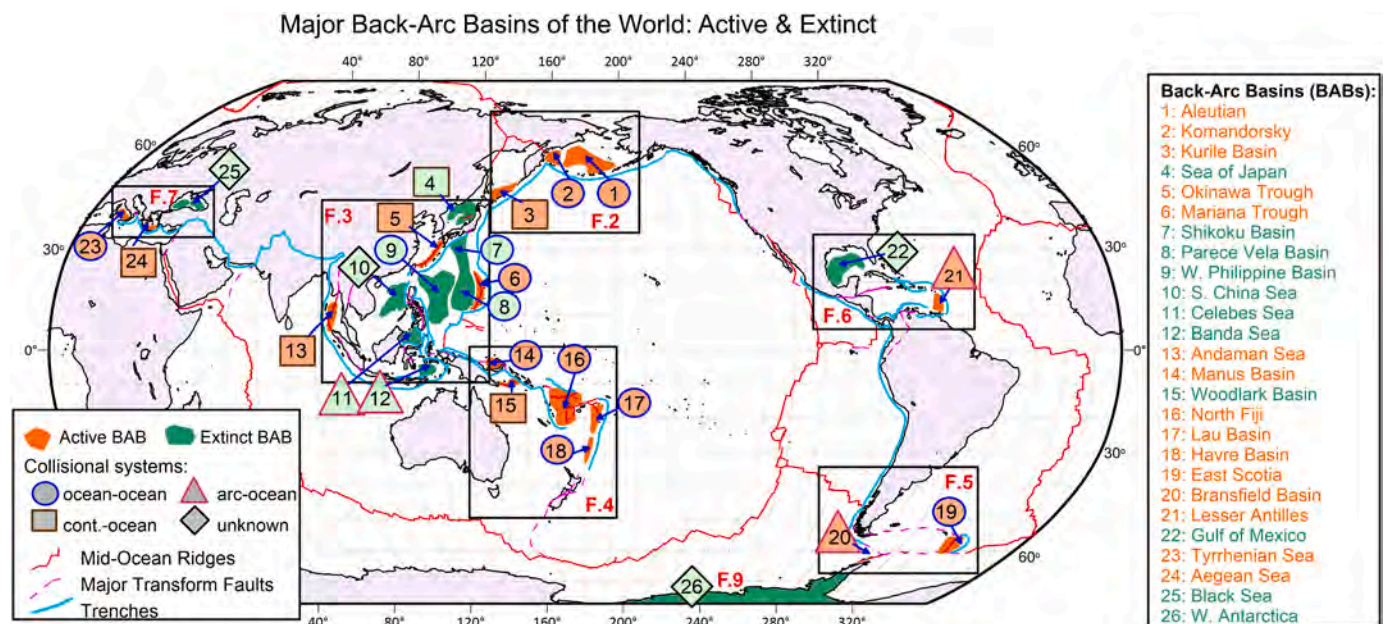 Major Back-Arc Basins of the World: Active & Extinct
40° 80° 120° 160° 200° 240° 280° 320° 320°
60° 60°
30° 30°
0° 0°
30°
60°
40° 80° 120° 160° 200° 240° 280° 320°
25
F.7
23
24
4
F.3
5
9
10
7
6
8
13
11
12
2
1
3
F.2
14
16
15
17
18
F.4
22
21
F.6
F.5
19
20
26
F.9
Active BAB
Extinct BAB
Collisional systems:
ocean-ocean
arc-ocean
cont.-ocean
unknown
Mid-Ocean Ridges
Major Transform Faults
Trenches
Back-Arc Basins (BABs):
1: Aleutian
2: Komandorsky
3: Kurile Basin
4: Sea of Japan
5: Okinawa Trough
6: Mariana Trough
7: Shikoku Basin
8: Parece Vela Basin
9: W. Philippine Basin
10: S. China Sea
11: Celebes Sea
12: Banda Sea
13: Andaman Sea
14: Manus Basin
15: Woodlark Basin
16: North Fiji
17: Lau Basin
18: Havre Basin
19: East Scotia
20: Bransfield Basin
21: Lesser Antilles
22: Gulf of Mexico
23: Tyrrhenian Sea
24: Aegean Sea
25: Black Sea
26: W. Antarctica